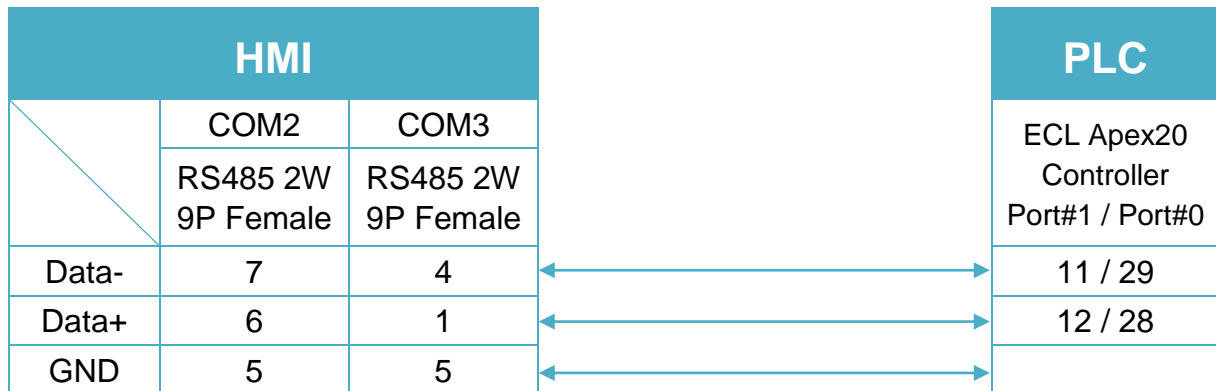 HMI PLC
COM2 COM3
RS485 2W RS485 2W
9P Female 9P Female
ECL Apex20
Controller
Port#1 / Port#0
Data- 7 4 11 / 29
Data+ 6 1 12 / 28
GND 5 5